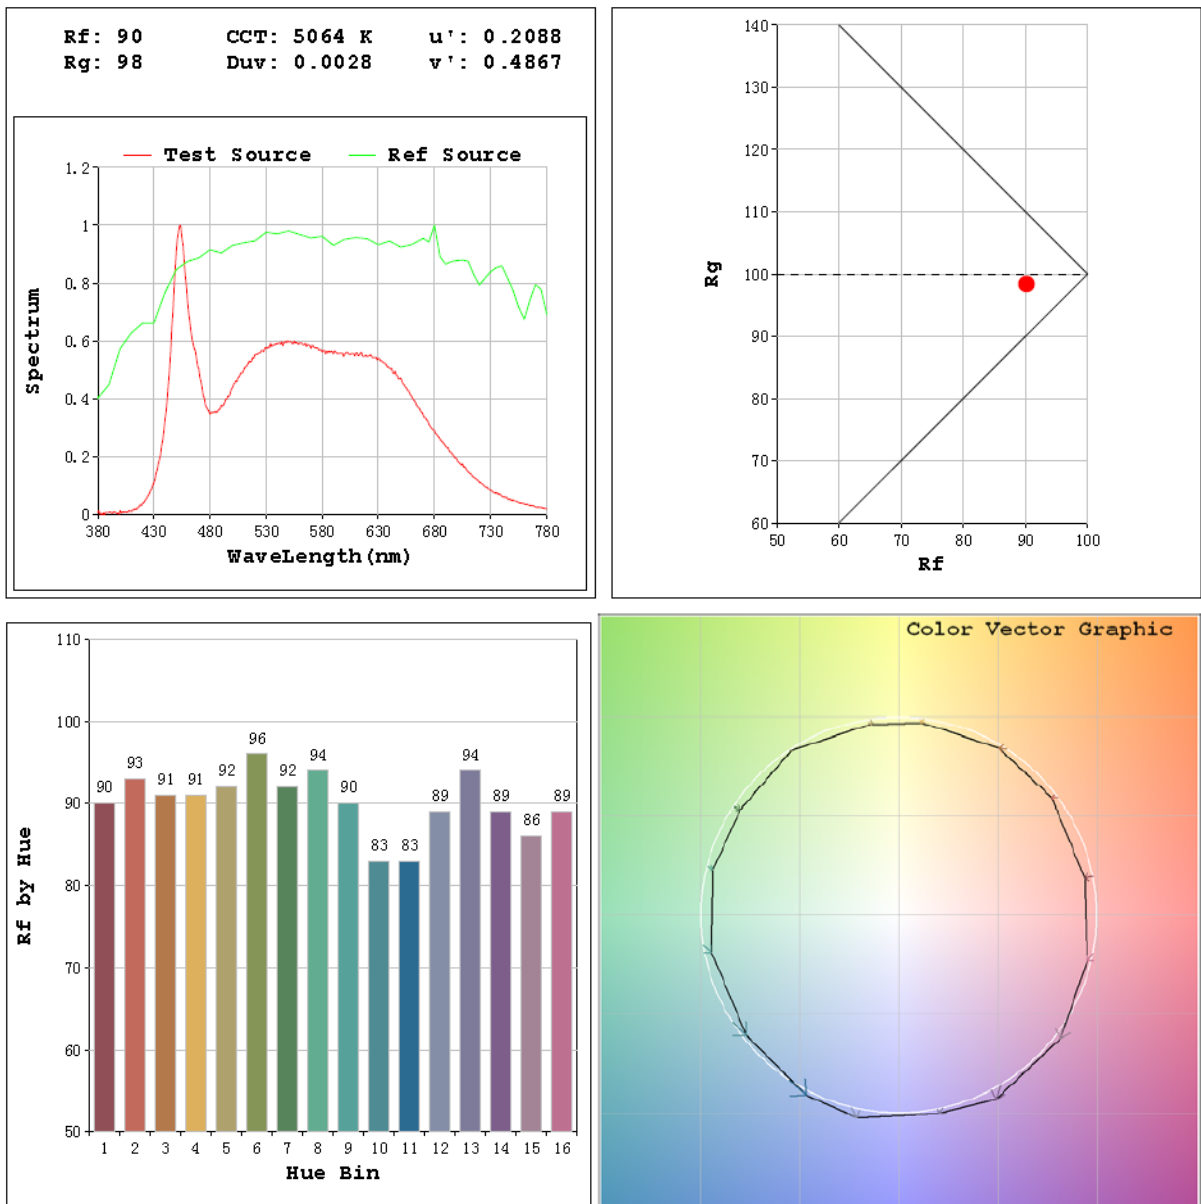 Rf: 90 CCT: 5064 K u': 0.2088
Rg: 98 Duv: 0.0028 v': 0.4867
Test Source Ref Source
1.2
1
0.8
0.6
0.4
0.2
0
Spectrum
380 430 480 530 580 630 680 730 780
WaveLength(nm)
140
130
120
110
100
90
80
70
60
Rg
50 60 70 80 90 100
Rf
110
100
90
80
70
60
50
Rf by Hue
90 93 91 91 92 96 92 94 90 83 83 89 94 89 86 89
1 2 3 4 5 6 7 8 9 10 11 12 13 14 15 16
Hue Bin
Color Vector Graphic